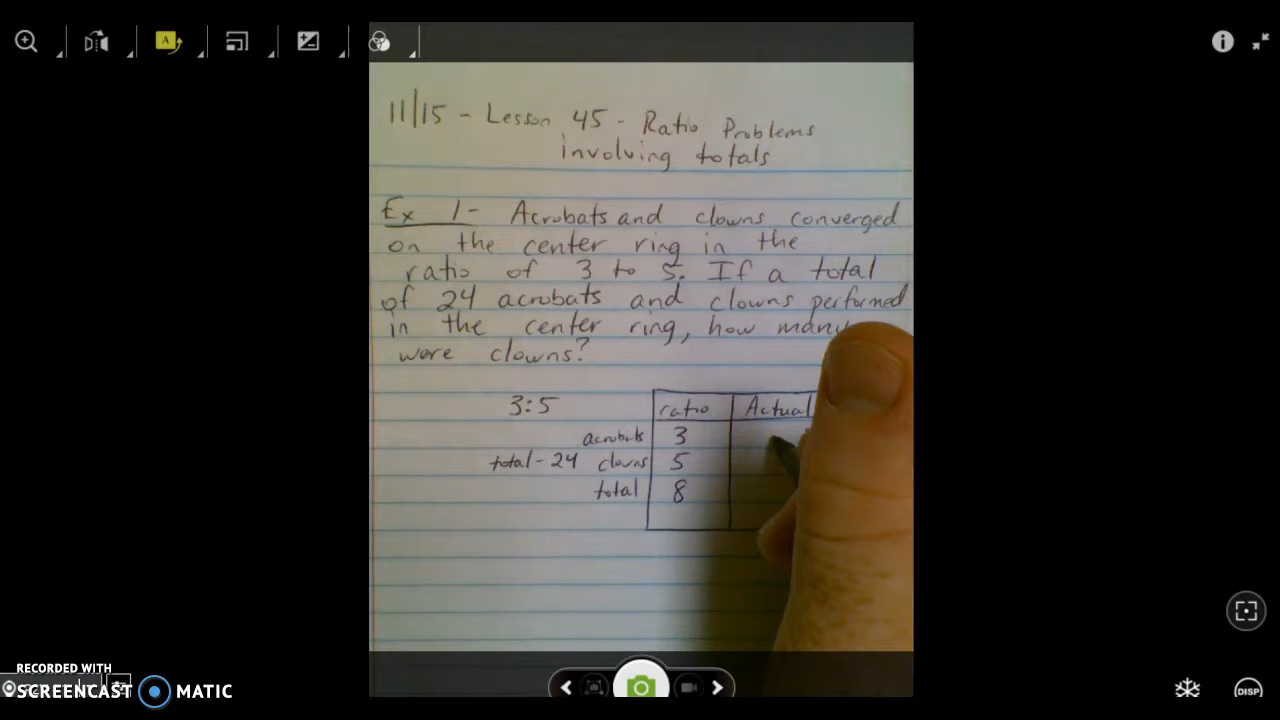 A
i
11/15 - Lesson 45 - Ratio Problems
involving totals
Ex 1- Acrobats and clowns converged
on the center ring in the
ratio of 3 to 5. If a total
of 24 acrobats and clowns performed
in the center ring, how many
were clowns?
3:5
ratio Actual
acrobats 3
total - 24 clowns 5
total 8
RECORDED WITH
SCREENCAST MATIC
DISP